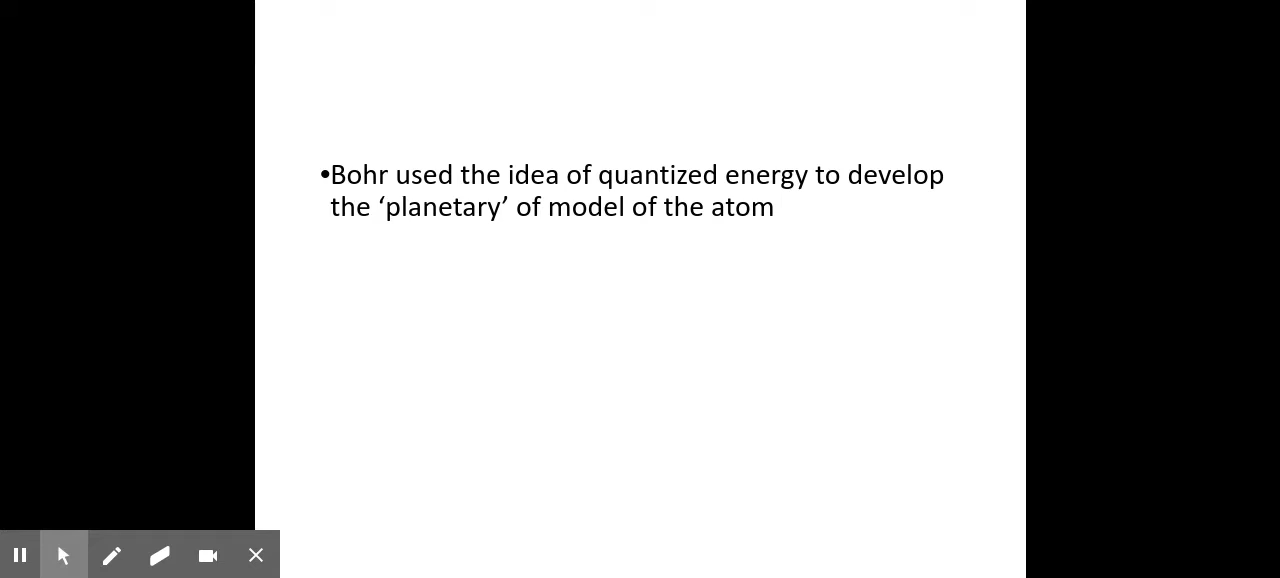 •Bohr used the idea of quantized energy to develop
the ‘planetary’ of model of the atom